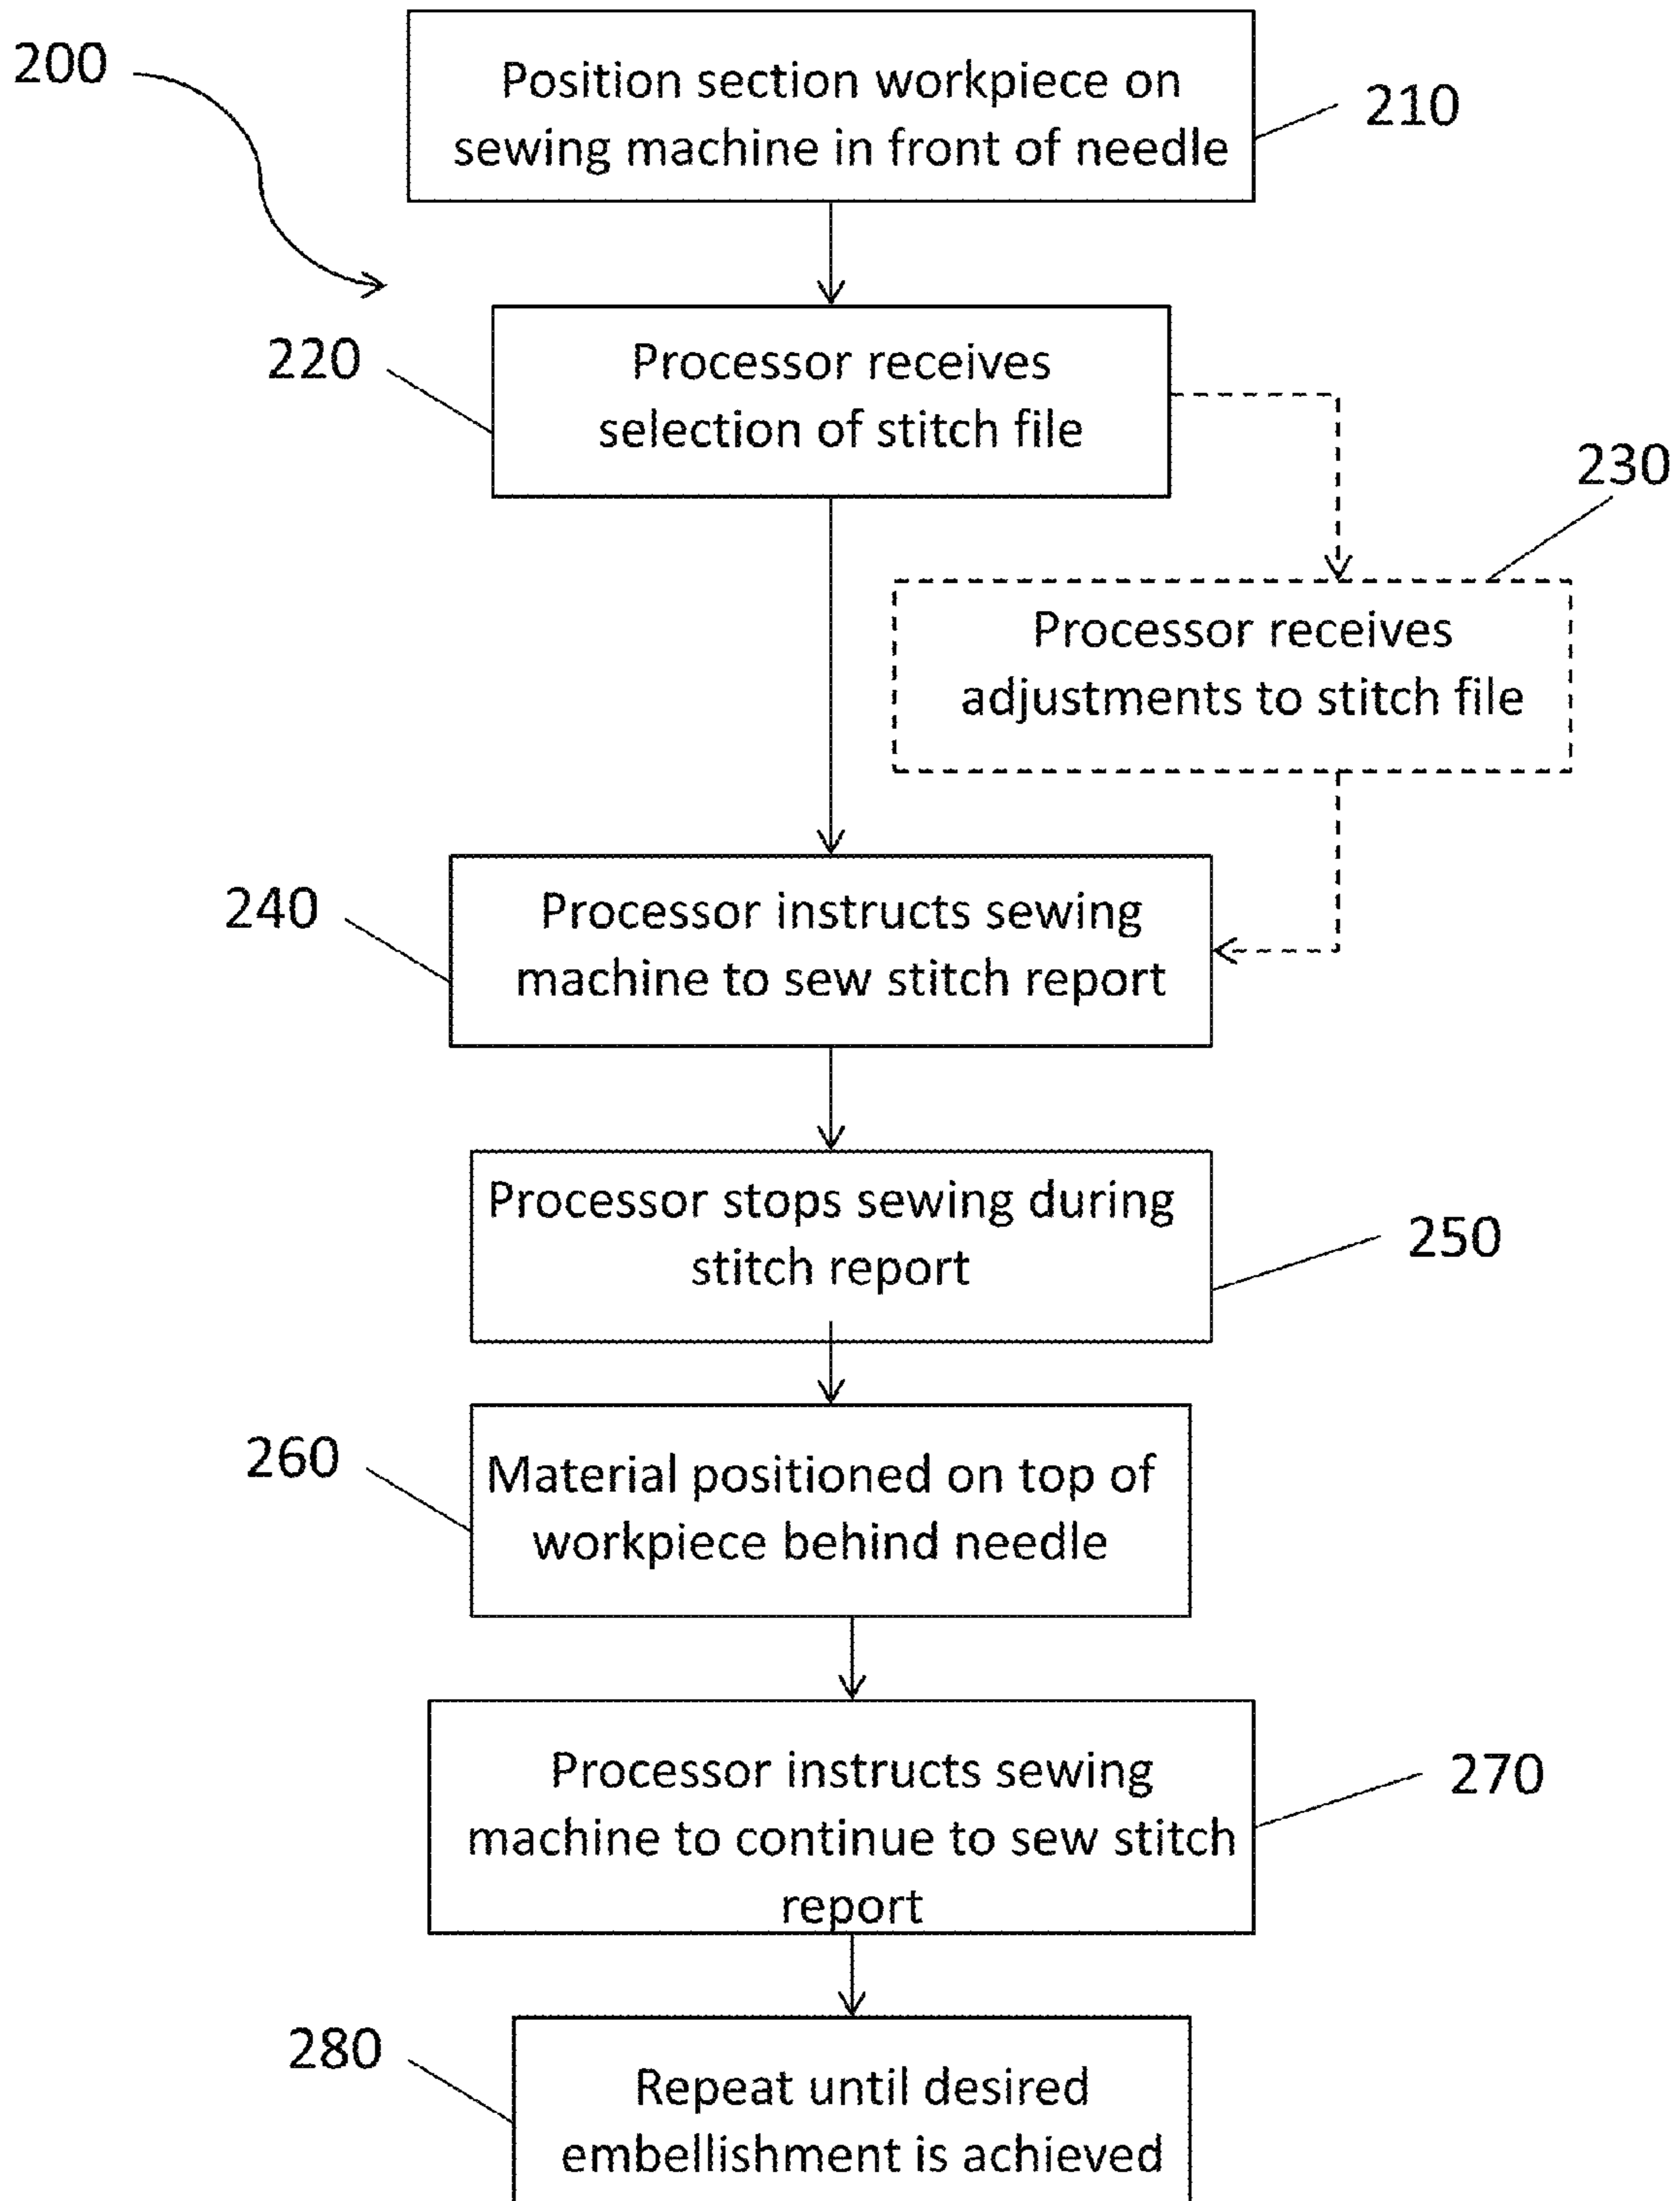 200
Position section workpiece on
sewing machine in front of needle
210
220
Processor receives
selection of stitch file
230
Processor receives
adjustments to stitch file
240
Processor instructs sewing
machine to sew stitch report
Processor stops sewing during
stitch report
250
260
Material positioned on top of
workpiece behind needle
Processor instructs sewing
machine to continue to sew stitch
report
270
280
Repeat until desired
embellishment is achieved